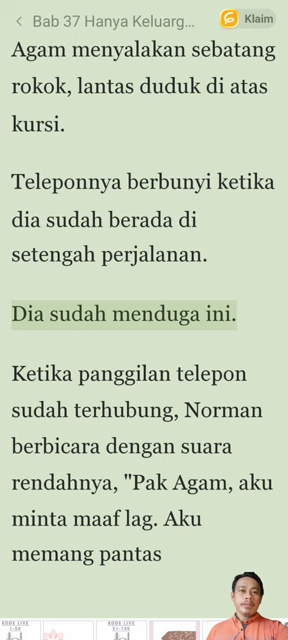 Bab 37 Hanya Keluarg...
Klaim
Agam menyalakan sebatang
rokok, lantas duduk di atas
kursi.
Teleponnya berbunyi ketika
dia sudah berada di
setengah perjalanan.
Dia sudah menduga ini.
Ketika panggilan telepon
sudah terhubung, Norman
berbicara dengan suara
rendahnya, "Pak Agam, aku
minta maaf lag. Aku
memang pantas